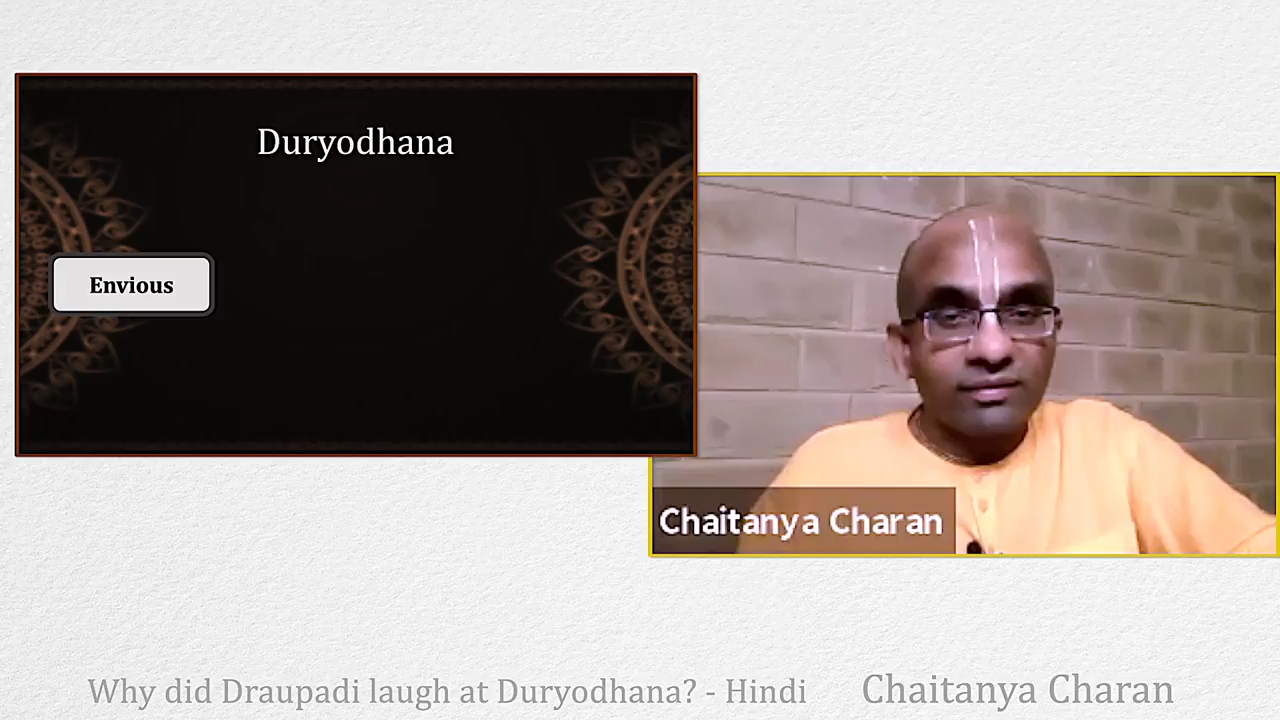 Duryodhana
Envious
Chaitanya Charan
Why did Draupadi laugh at Duryodhana? - Hindi
Chaitanya Charan